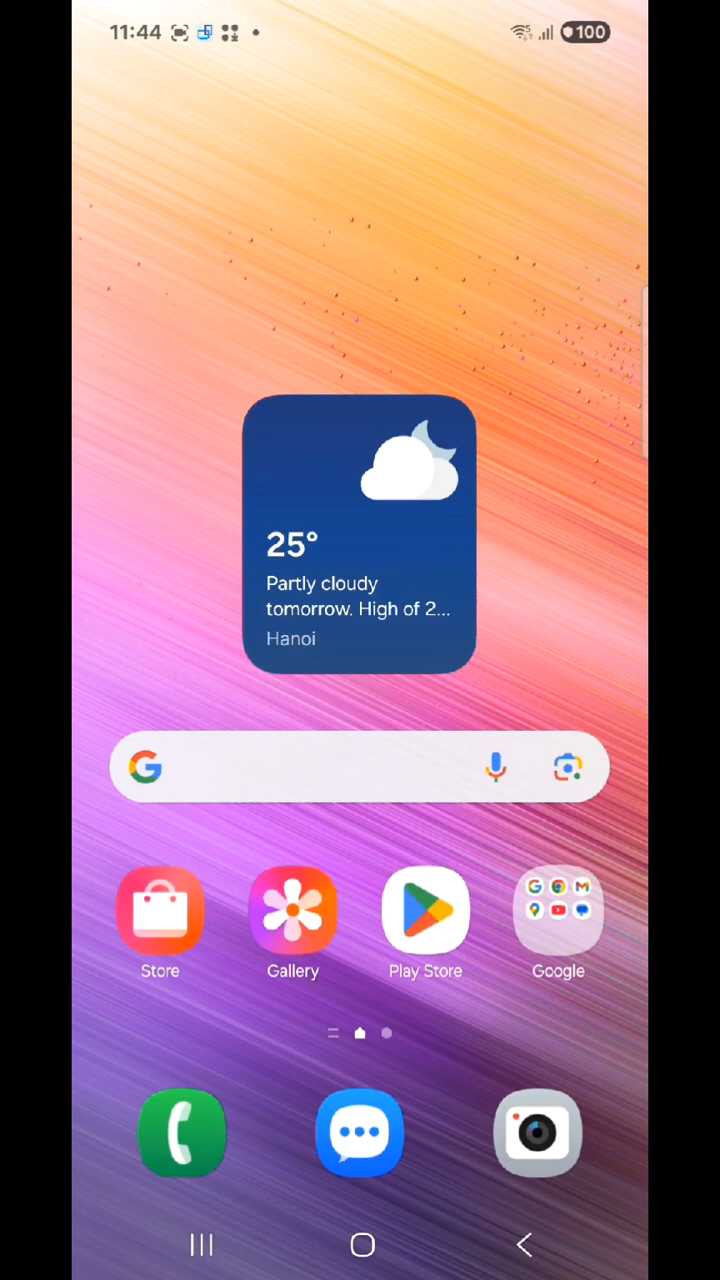 11:44
100
25°
Partly cloudy
tomorrow. High of 2...
Hanoi
Store
Gallery
Play Store
Google